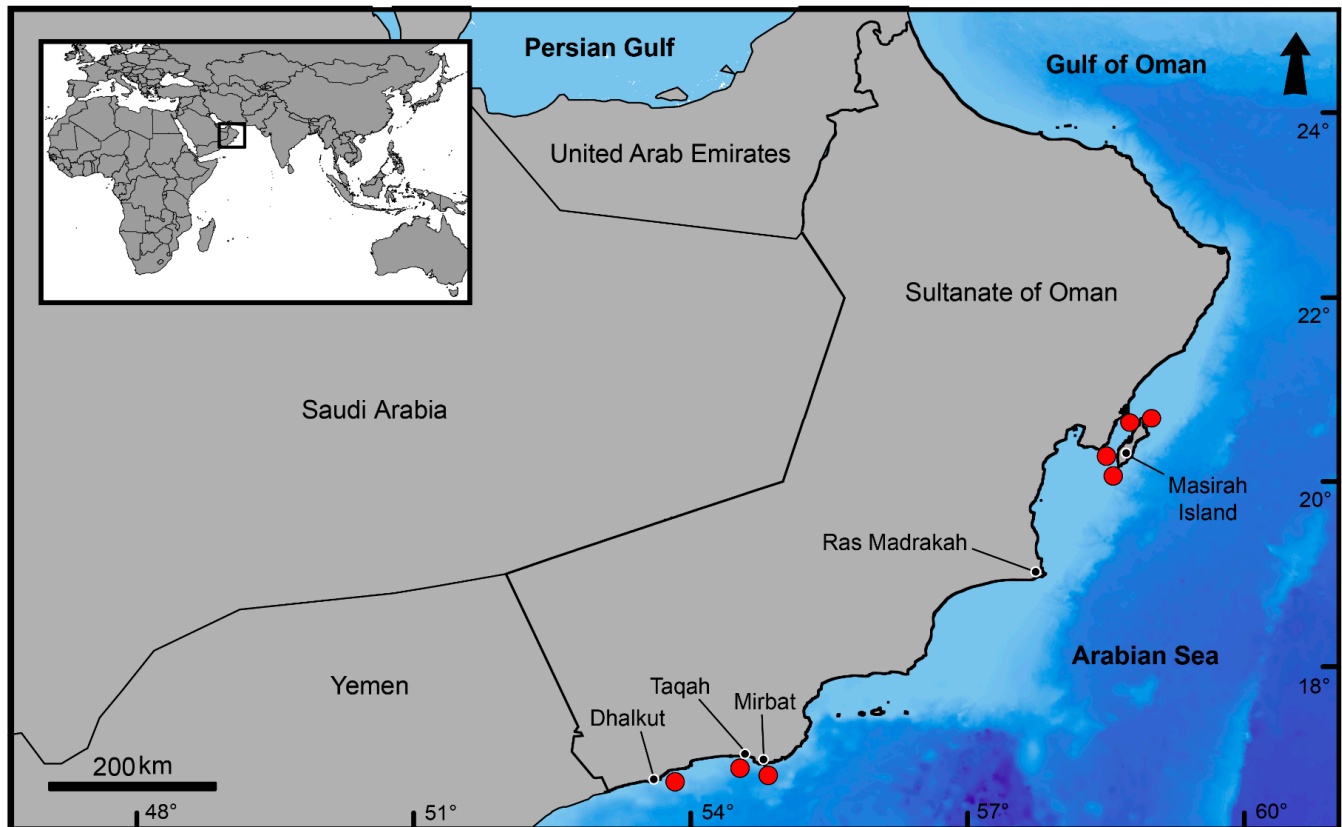 Persian Gulf
Gulf of Oman
24°
United Arab Emirates
Sultanate of Oman
22°
Saudi Arabia
Masirah
Island
20°
Ras Madrakah
Arabian Sea
18°
Yemen
Taqah
Mirbat
Dhalkut
200 km
48°
51°
54°
57°
60°